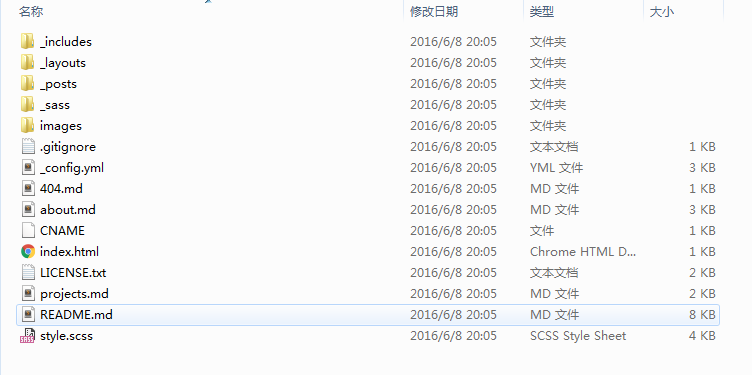 名称 修改日期 类型 大小
_includes 2016/6/8 20:05 文件夹
_layouts 2016/6/8 20:05 文件夹
_posts 2016/6/8 20:05 文件夹
_sass 2016/6/8 20:05 文件夹
images 2016/6/8 20:05 文件夹
.gitignore 2016/6/8 20:05 文本文档 1 KB
_config.yml 2016/6/8 20:05 YML 文件 3 KB
404.md 2016/6/8 20:05 MD 文件 1 KB
about.md 2016/6/8 20:05 MD 文件 3 KB
CNAME 2016/6/8 20:05 文件 1 KB
index.html 2016/6/8 20:05 Chrome HTML D... 1 KB
LICENSE.txt 2016/6/8 20:05 文本文档 2 KB
projects.md 2016/6/8 20:05 MD 文件 2 KB
README.md 2016/6/8 20:05 MD 文件 8 KB
style.scss 2016/6/8 20:05 SCSS Style Sheet 4 KB